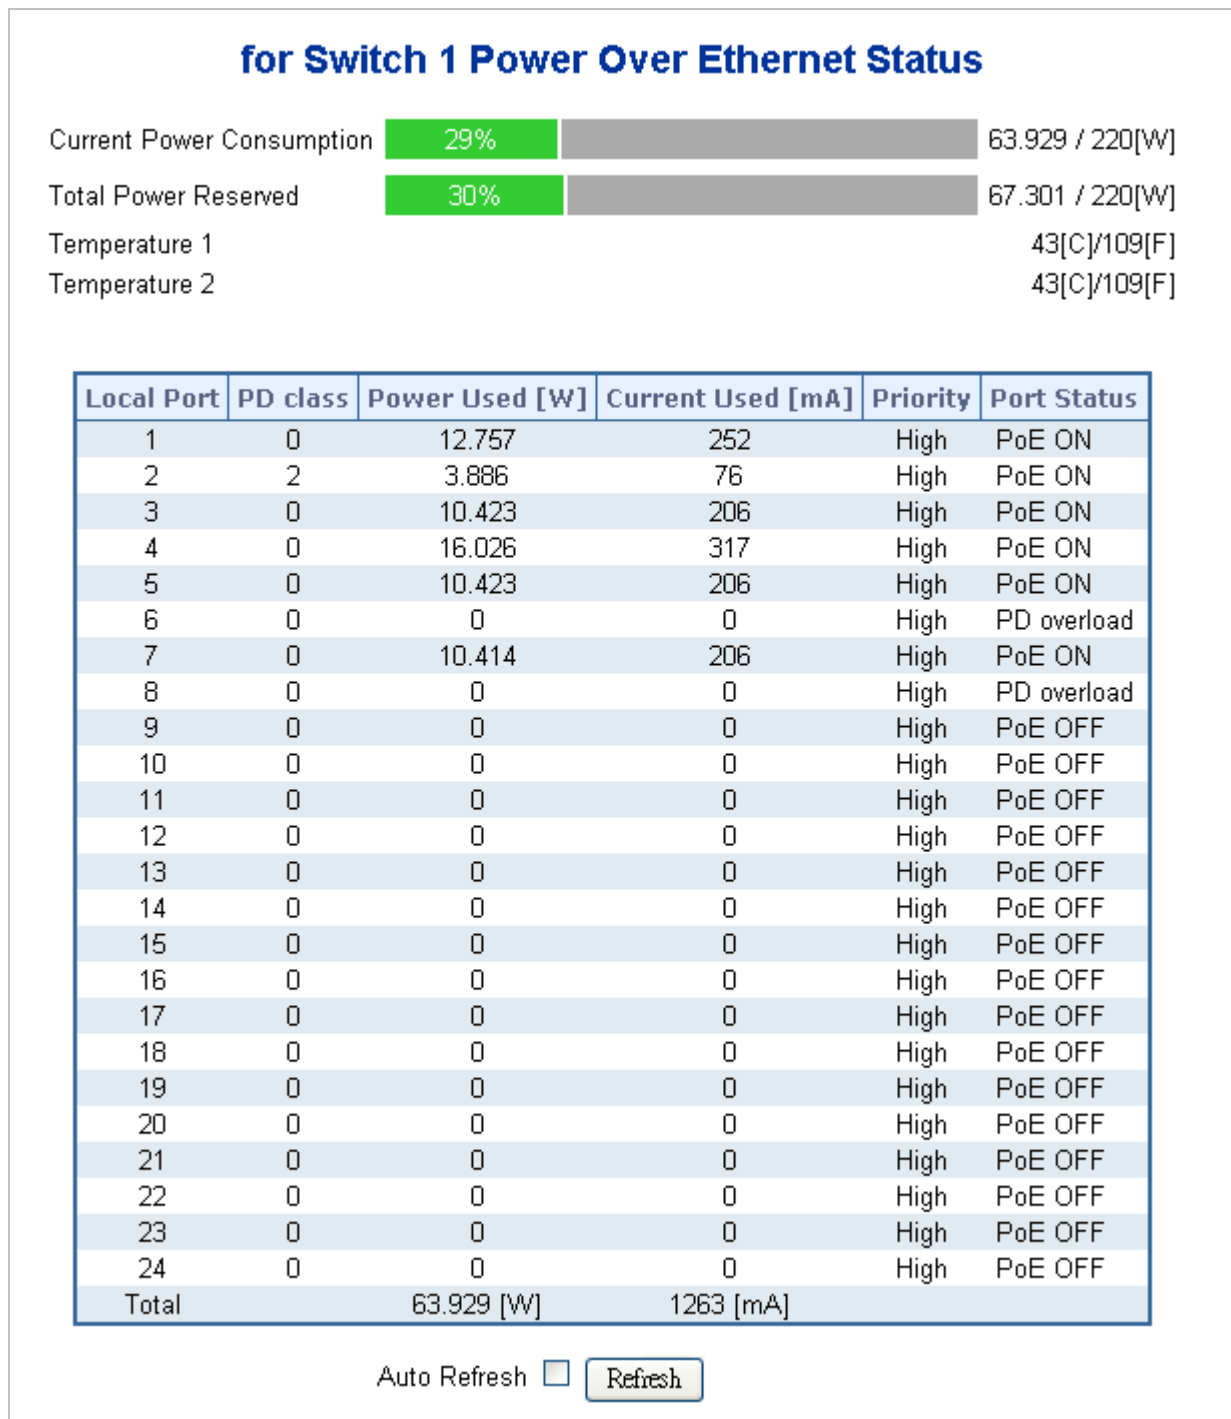 for Switch 1 Power Over Ethernet Status
Current Power Consumption 29% 63.929 / 220[W]
Total Power Reserved 30% 67.301 / 220[W]
Temperature 1 43[C]/109[F]
Temperature 2 43[C]/109[F]
Local Port PD class Power Used [W] Current Used [mA] Priority Port Status
1 0 12.757 252 High PoE ON
2 2 3.886 76 High PoE ON
3 0 10.423 206 High PoE ON
4 0 16.026 317 High PoE ON
5 0 10.423 206 High PoE ON
6 0 0 0 High PD overload
7 0 10.414 206 High PoE ON
8 0 0 0 High PD overload
9 0 0 0 High PoE OFF
10 0 0 0 High PoE OFF
11 0 0 0 High PoE OFF
12 0 0 0 High PoE OFF
13 0 0 0 High PoE OFF
14 0 0 0 High PoE OFF
15 0 0 0 High PoE OFF
16 0 0 0 High PoE OFF
17 0 0 0 High PoE OFF
18 0 0 0 High PoE OFF
19 0 0 0 High PoE OFF
20 0 0 0 High PoE OFF
21 0 0 0 High PoE OFF
22 0 0 0 High PoE OFF
23 0 0 0 High PoE OFF
24 0 0 0 High PoE OFF
Total 63.929 [W] 1263 [mA]
Auto Refresh Refresh